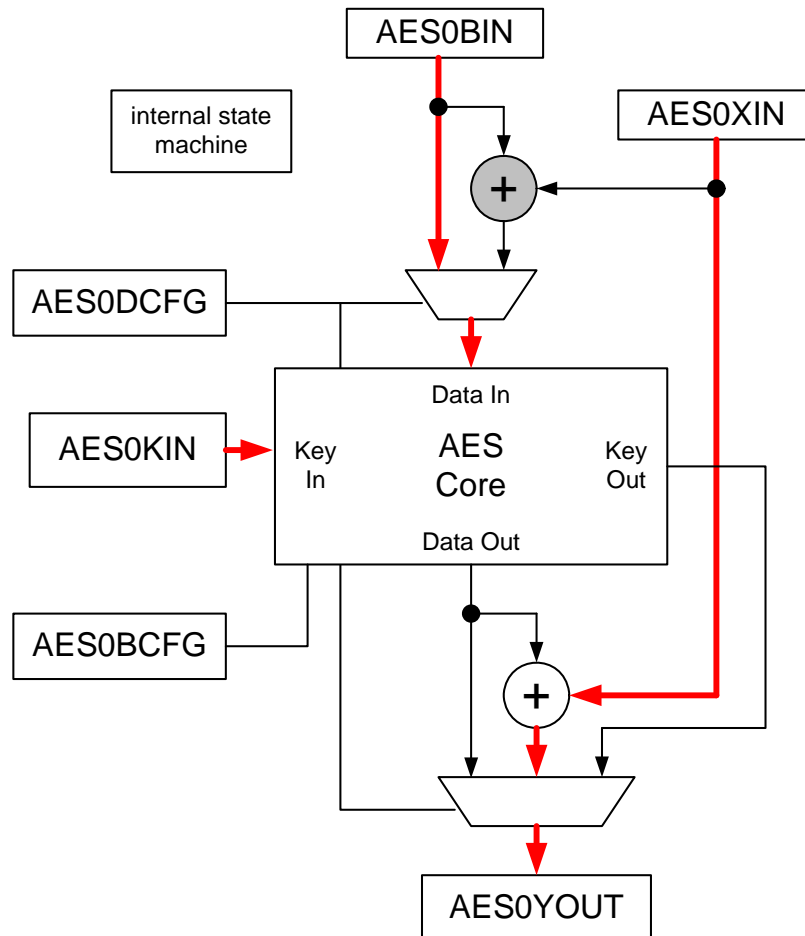 AES0BIN
internal state
machine
AES0XIN
+
AES0DCFG
Data In
AES0KIN
Key
In
AES
Core
Key
Out
Data Out
AES0BCFG
+
AES0YOUT